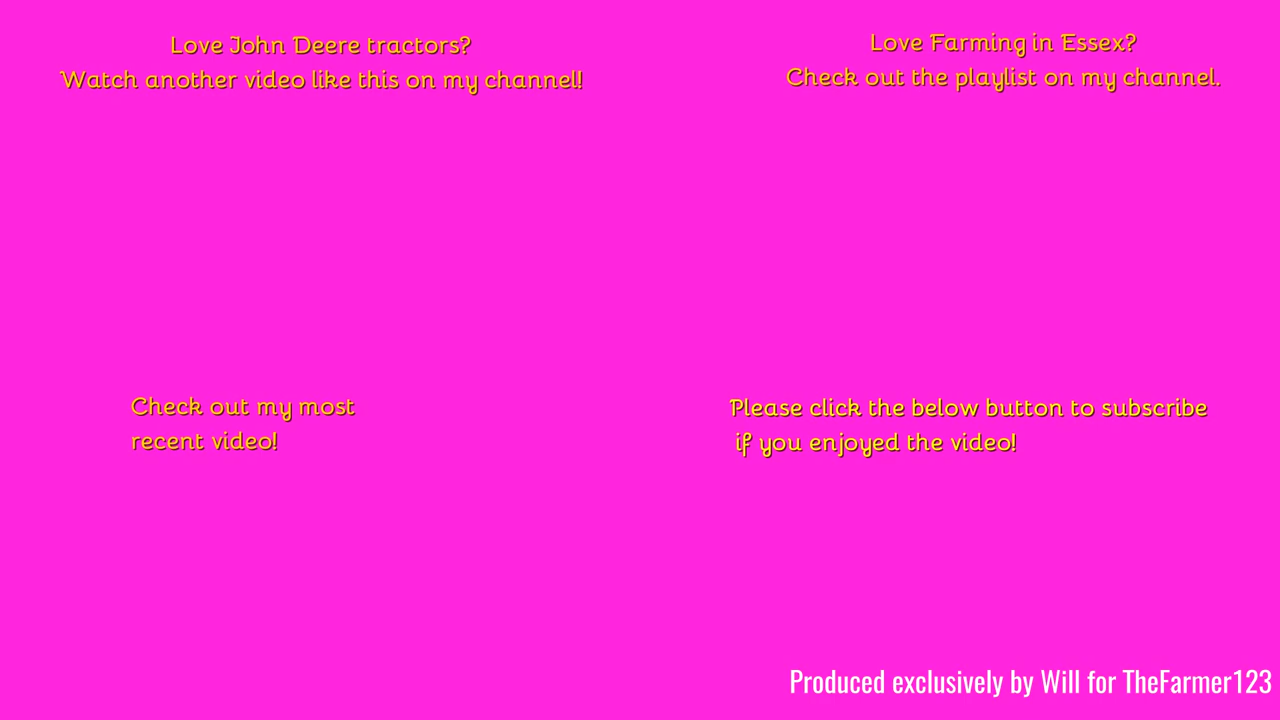 Love John Deere tractors?
Watch another video like this on my channel!
Love Farming in Essex?
Check out the playlist on my channel.
Check out my most
recent video!
Please click the below button to subscribe
if you enjoyed the video!
Produced exclusively by Will for TheFarmer123